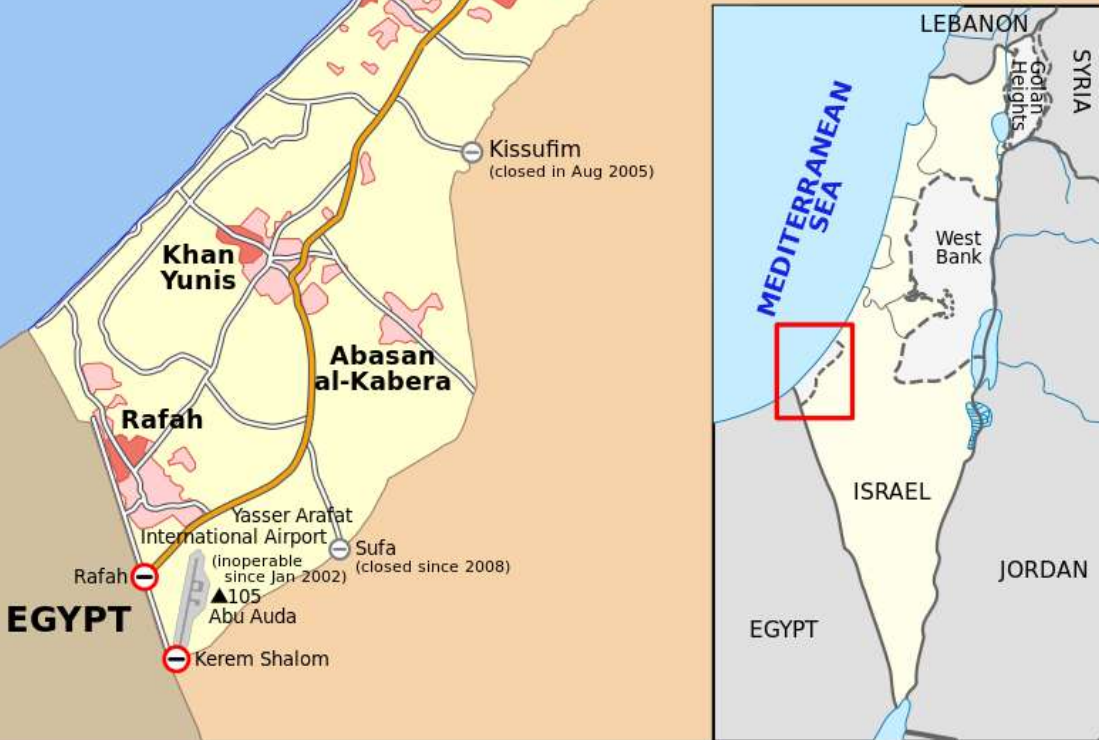 Kissufim
(closed in Aug 2005)
Khan
Yunis
Abasan
al-Kabera
Rafah
Yasser Arafat
International Airport
(inoperable
since Jan 2002)
Sufa
(closed since 2008)
Rafah
▲105
Abu Auda
EGYPT
Kerem Shalom
LEBANON
SYRIA
Golan
Heights
MEDITERRANEAN
SEA
West
Bank
ISRAEL
JORDAN
EGYPT